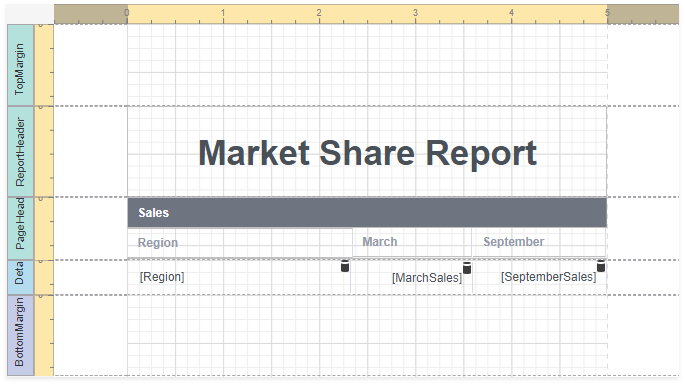 0 1 2 3 4 5
TopMargin
ReportHeader
Market Share Report
PageHead
Sales
Region March September
Deta
[Region] [MarchSales] [SeptemberSales]
BottomMargin